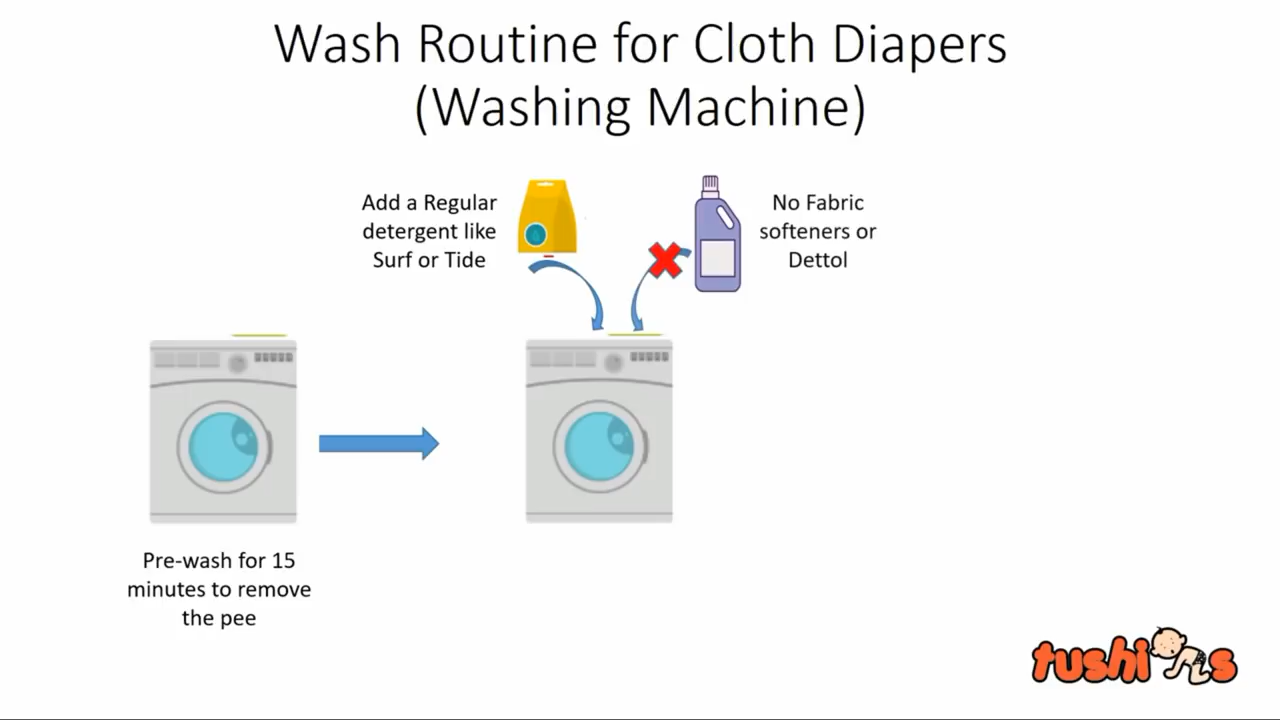 Wash Routine for Cloth Diapers
(Washing Machine)
Add a Regular
detergent like
Surf or Tide
No Fabric
softeners or
Dettol
Pre-wash for 15
minutes to remove
the pee
tushions